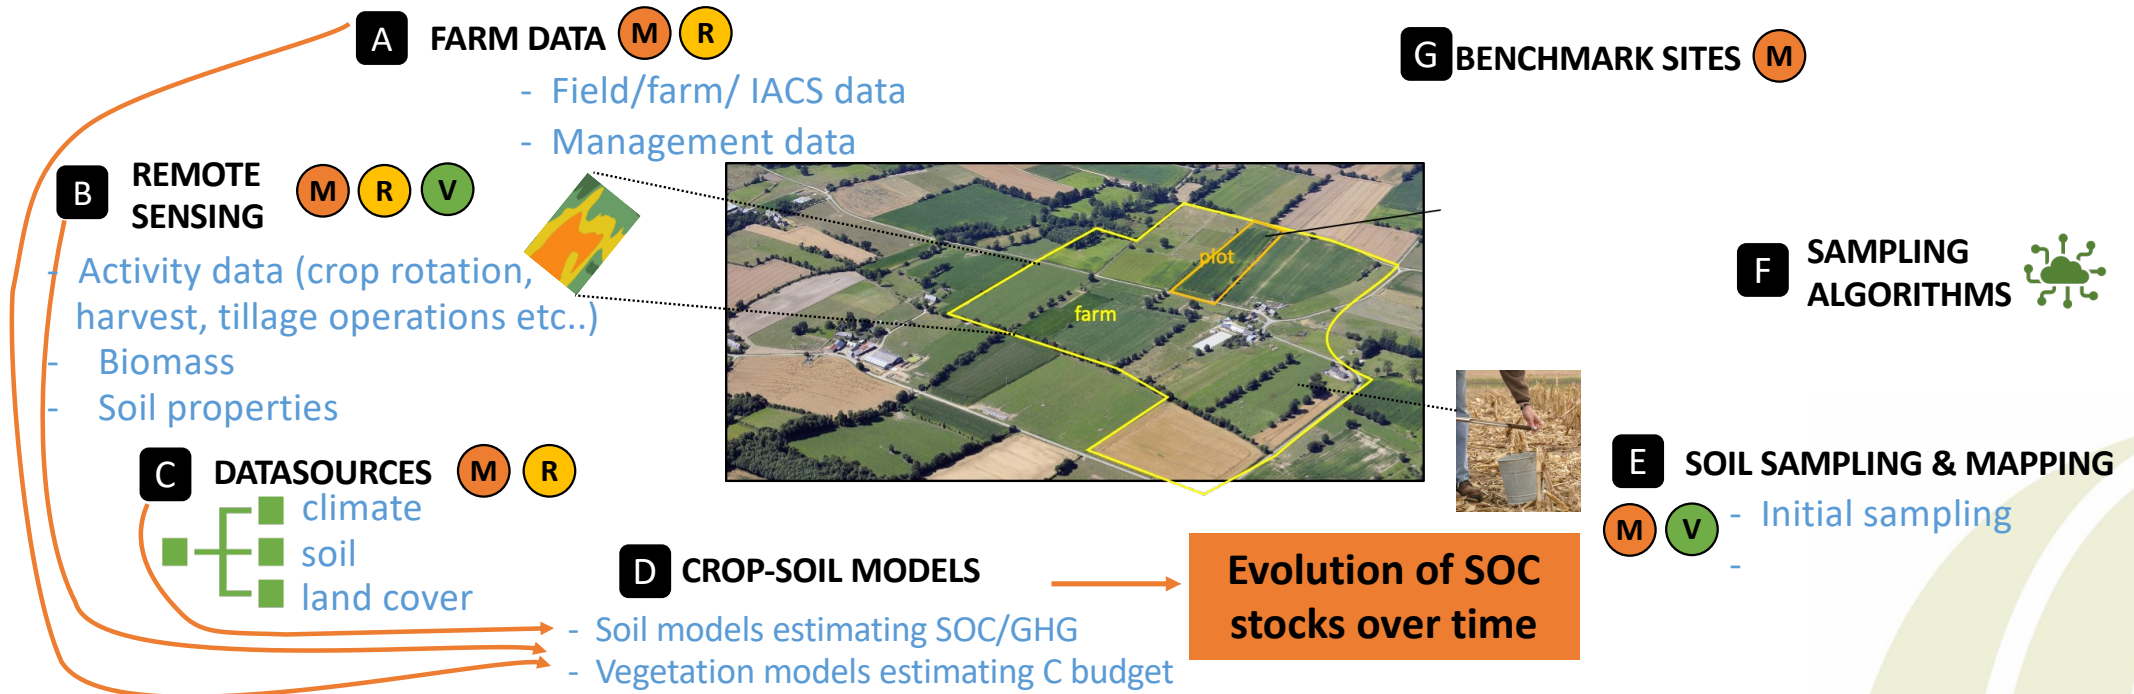 A FARM DATA M R
- Field/farm/ IACS data
- Management data
B REMOTE
SENSING M R V
- Activity data (crop rotation,
harvest, tillage operations etc..)
- Biomass
- Soil properties
C DATASOURCES M R
climate
soil
land cover
D CROP-SOIL MODELS
- Soil models estimating SOC/GHG
- Vegetation models estimating C budget
Evolution of SOC
stocks over time
plot
farm
G BENCHMARK SITES M
F SAMPLING
ALGORITHMS
E SOIL SAMPLING & MAPPING
M V - Initial sampling
-